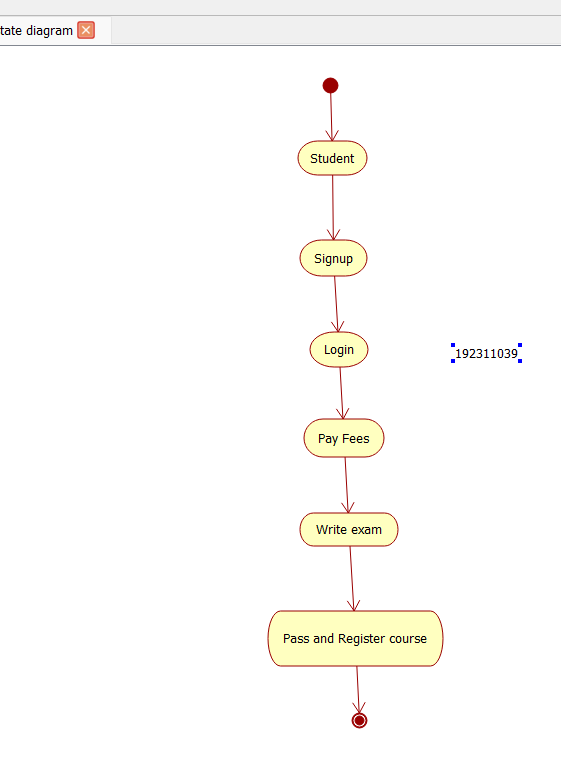 tate diagram
Student
Signup
Login
192311039
Pay Fees
Write exam
Pass and Register course